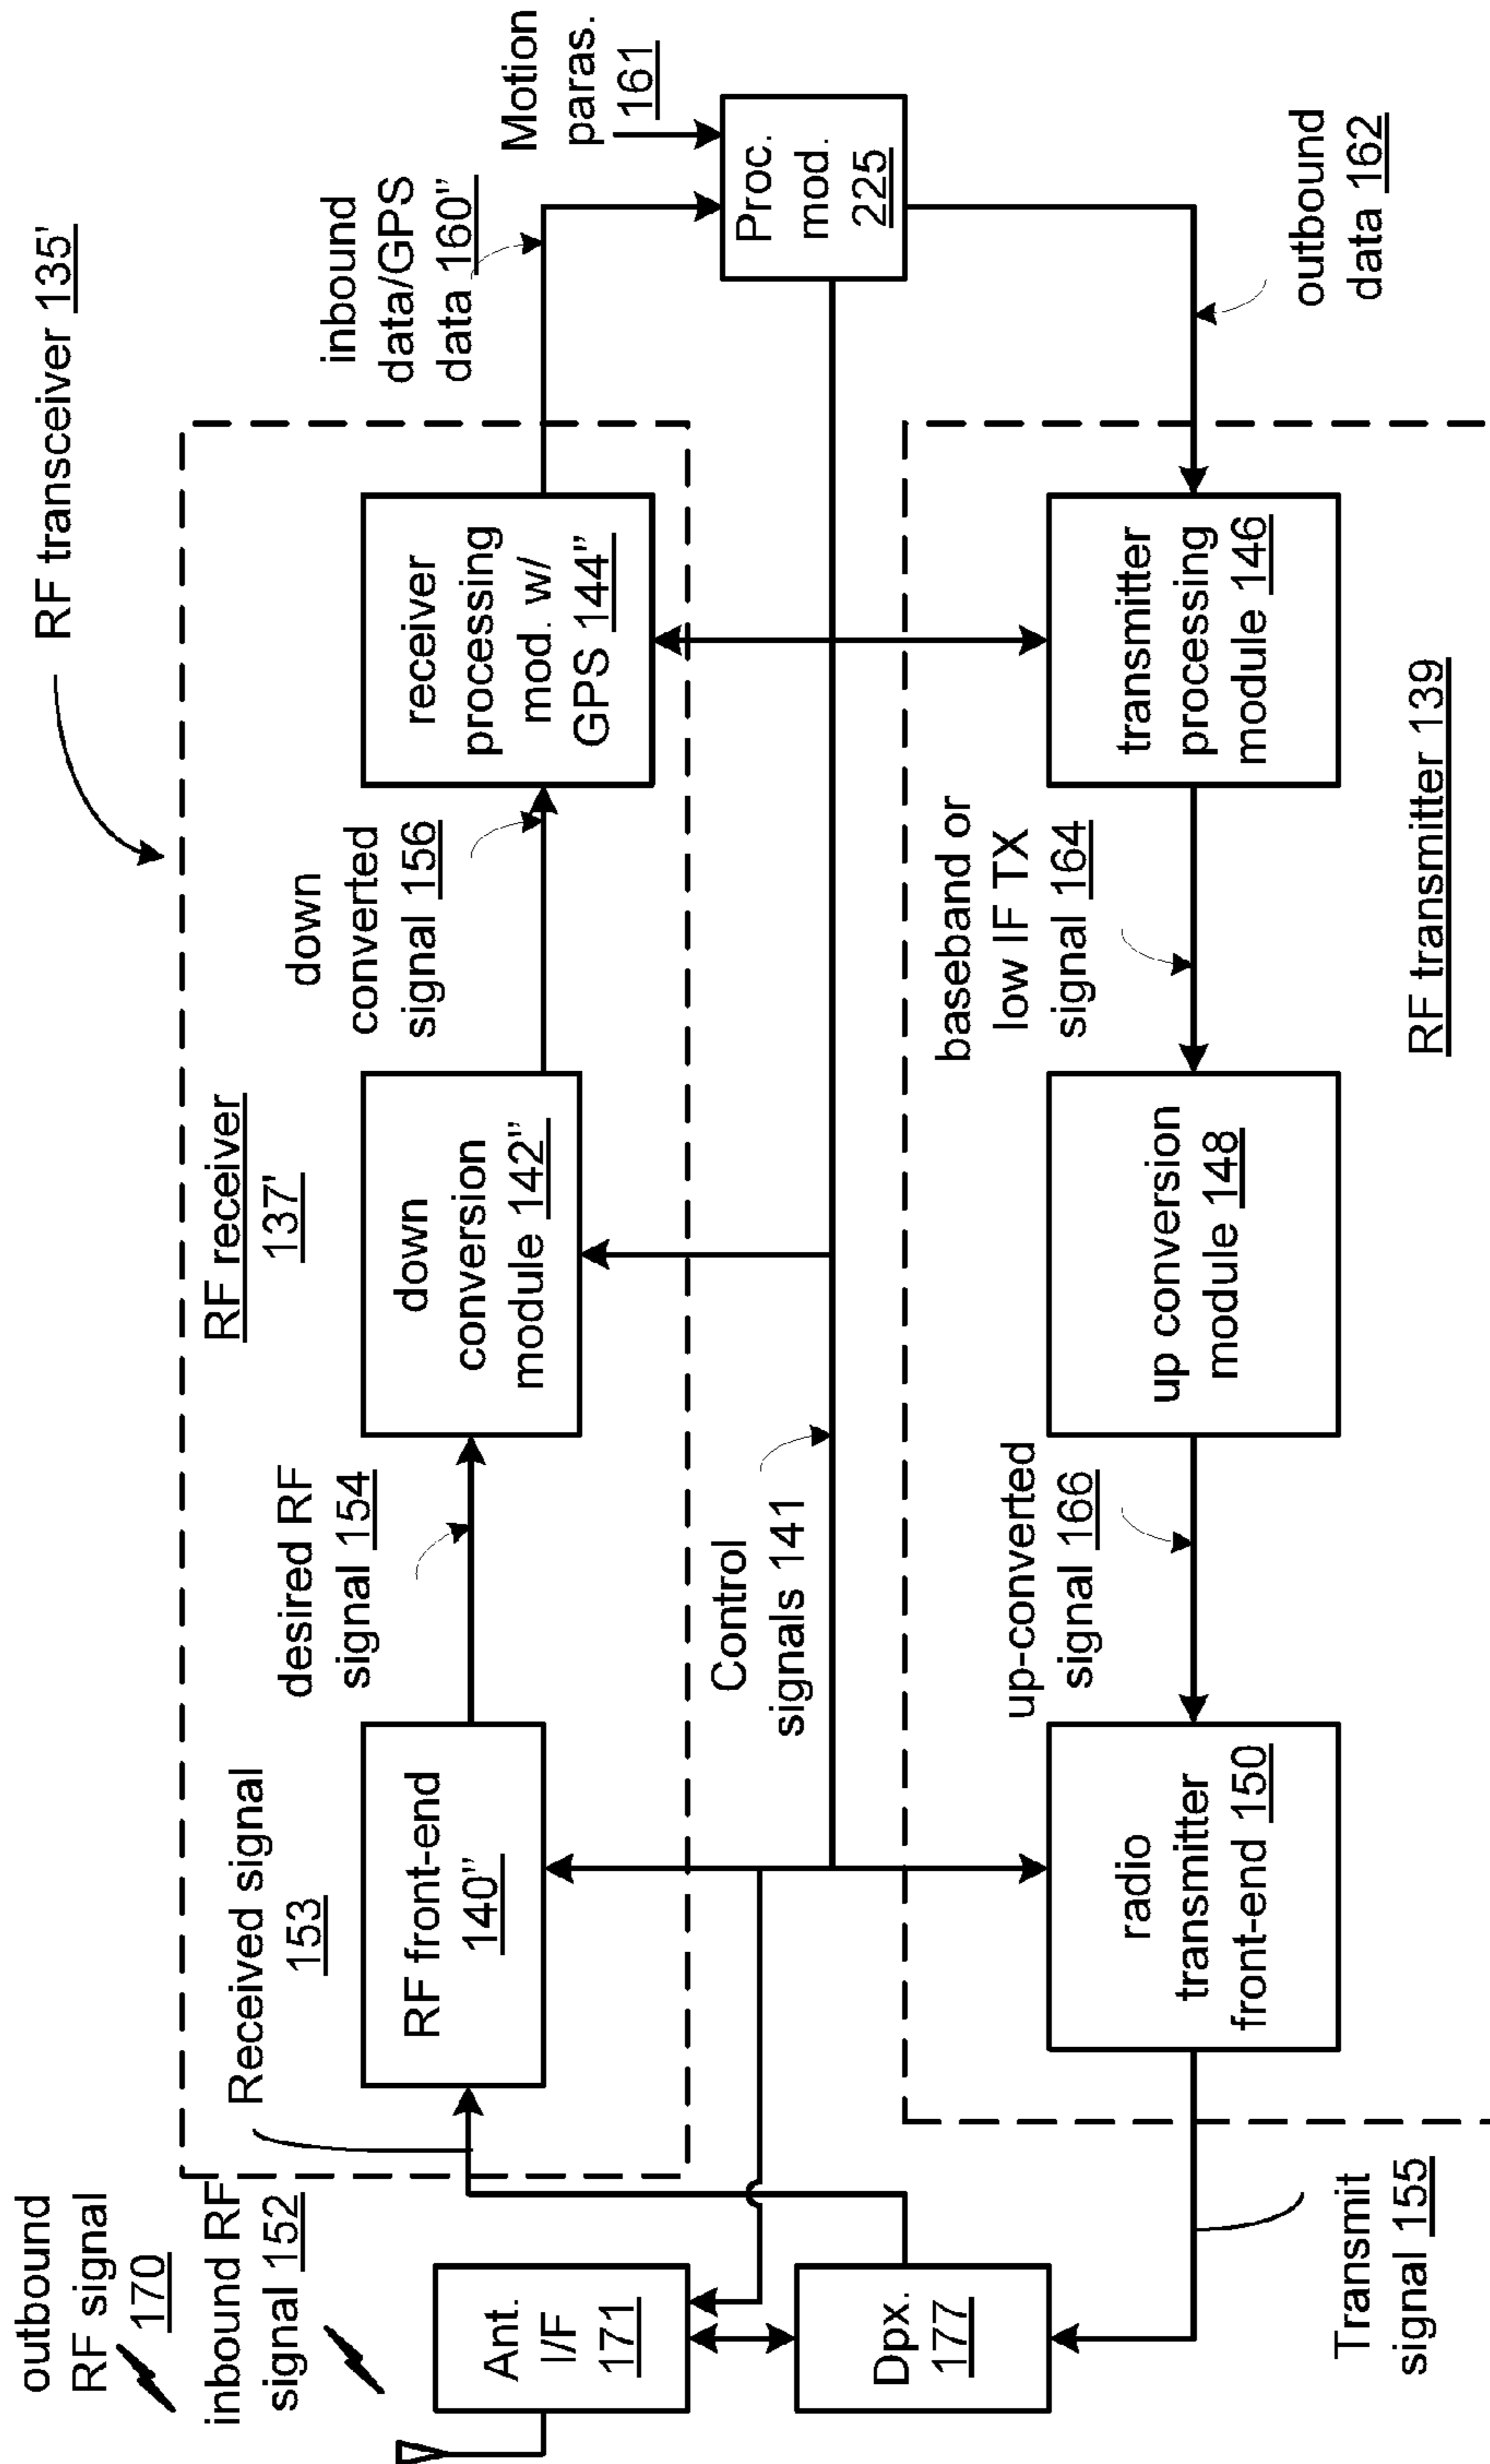 RF transceiver 135'
outbound
RF signal
170
inbound RF
signal 152
Received signal
153
desired RF
signal 154
RF receiver
137'
down
converted
signal 156
inbound
data/GPS
data 160”
Motion
paras.
161
Ant.
I/F
171
RF front-end
140”
down
conversion
module 142”
receiver
processing
mod. w/
GPS 144”
Dpx.
177
Control
signals 141
Proc.
mod.
225
up-converted
signal 166
baseband or
low IF TX
signal 164
radio
transmitter
front-end 150
up conversion
module 148
transmitter
processing
module 146
outbound
data 162
Transmit
signal 155
RF transmitter 139